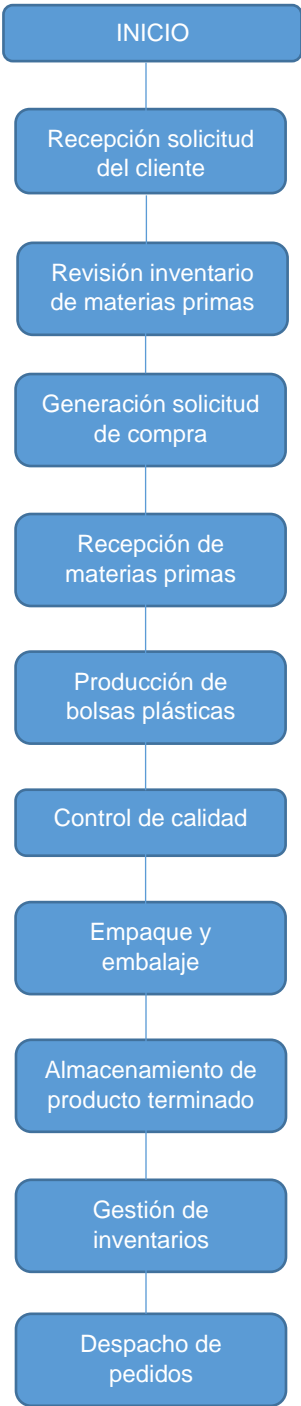 INICIO
Recepción solicitud
del cliente
Revisión inventario
de materias primas
Generación solicitud
de compra
Recepción de
materias primas
Producción de
bolsas plásticas
Control de calidad
Empaque y
embalaje
Almacenamiento de
producto terminado
Gestión de
inventarios
Despacho de
pedidos